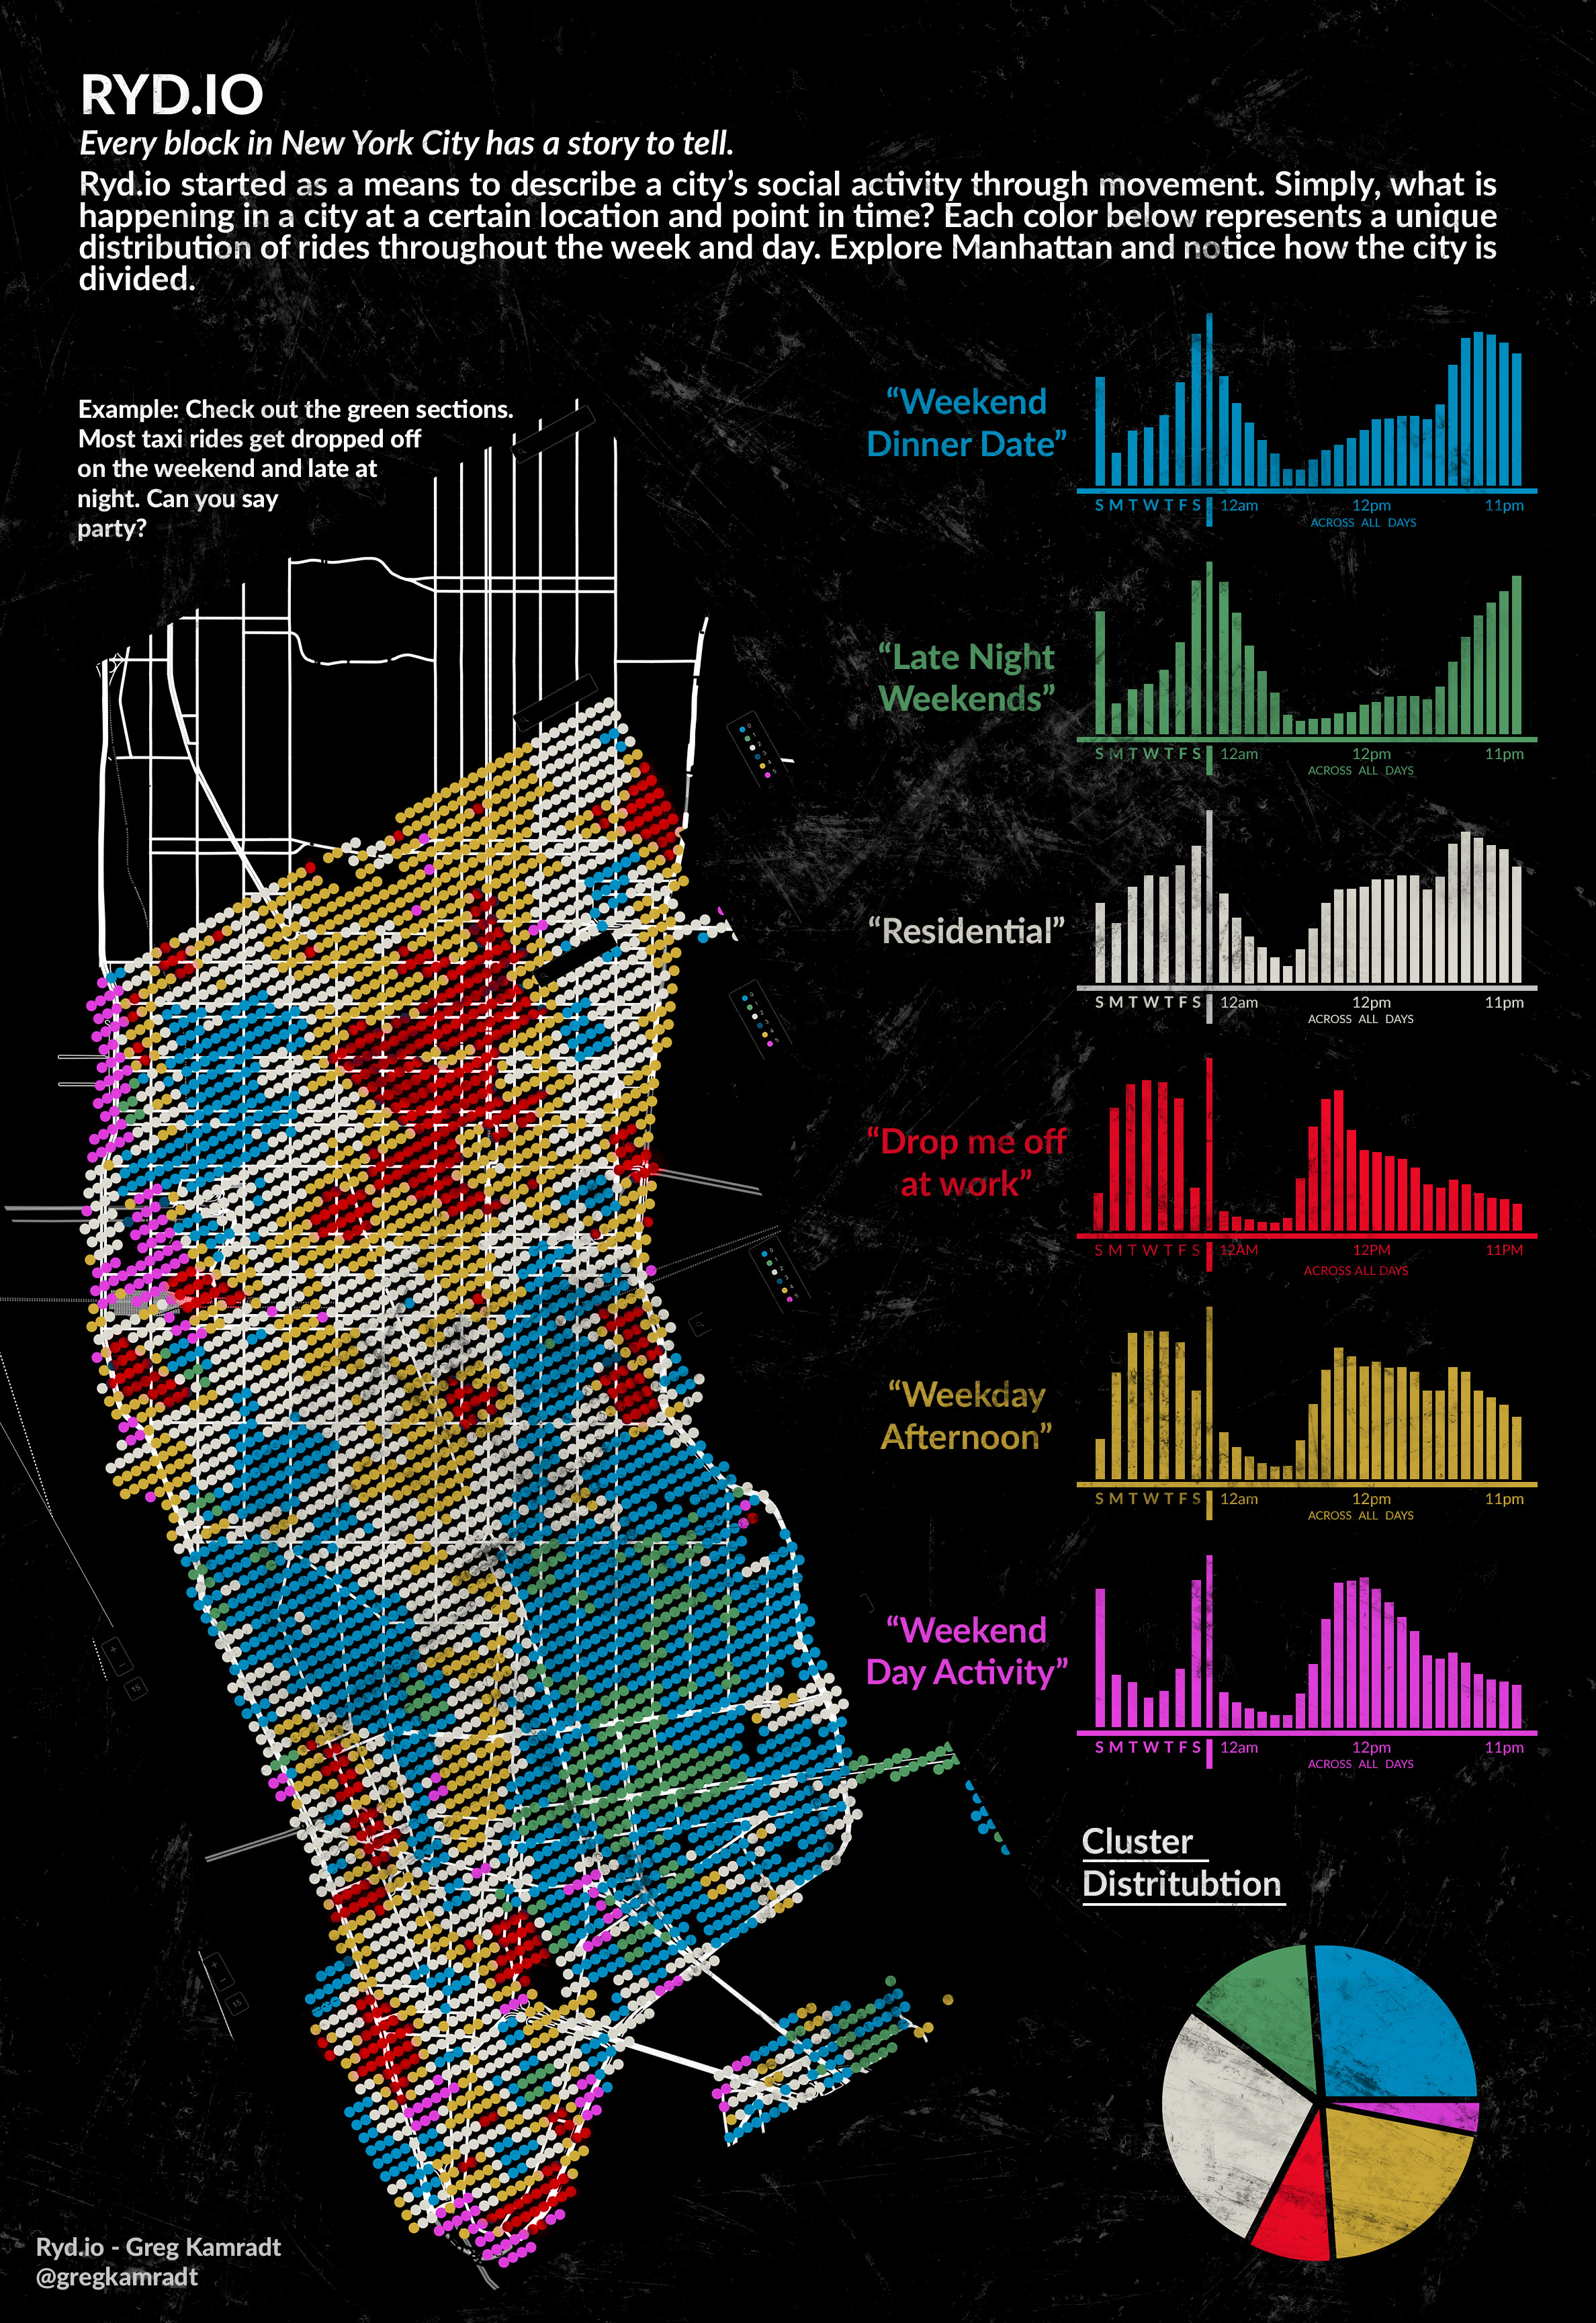 RYD.IO
Every block in New York City has a story to tell.
Ryd.io started as a means to describe a city's social activity through movement. Simply, what is
happening in a city at a certain location and point in time? Each color below represents a unique
distribution of rides throughout the week and day. Explore Manhattan and notice how the city is
divided.
Example: Check out the green sections.
Most taxi rides get dropped off
on the weekend and late at
night. Can you say
party?
“Weekend
Dinner Date”
S M T W T F S 12am 12pm 11pm
ACROSS ALL DAYS
“Late Night
Weekends”
S M T W T F S 12am 12pm 11pm
ACROSS ALL DAYS
“Residential”
S M T W T F S 12am 12pm 11pm
ACROSS ALL DAYS
“Drop me off
at work”
S M T W T F S 12AM 12PM 11PM
ACROSS ALL DAYS
“Weekday
Afternoon”
S M T W T F S 12am 12pm 11pm
ACROSS ALL DAYS
“Weekend
Day Activity”
S M T W T F S 12am 12pm 11pm
ACROSS ALL DAYS
Cluster
Distritubtion
Ryd.io - Greg Kamradt
@gregkamradt